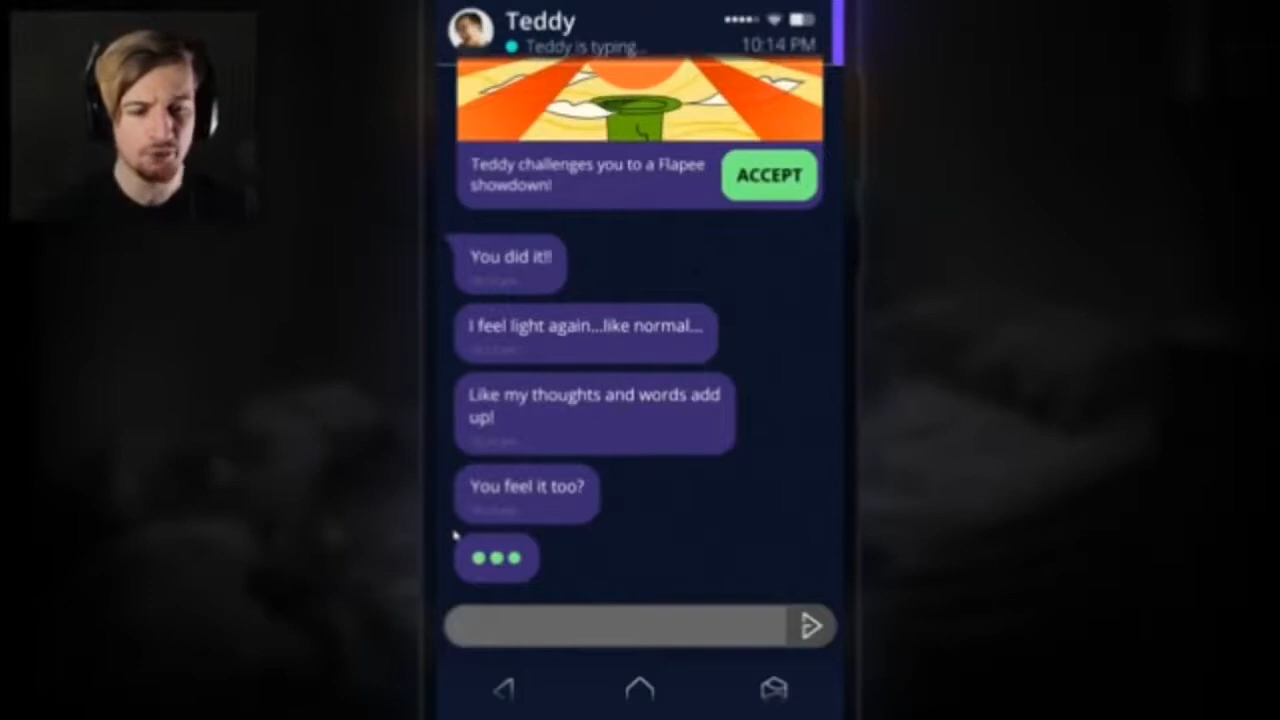 Teddy
Teddy is typing...
10:14 PM
Teddy challenges you to a Flapee
showdown!
ACCEPT
You did it!!
I feel light again...like normal...
Like my thoughts and words add
up!
You feel it too?